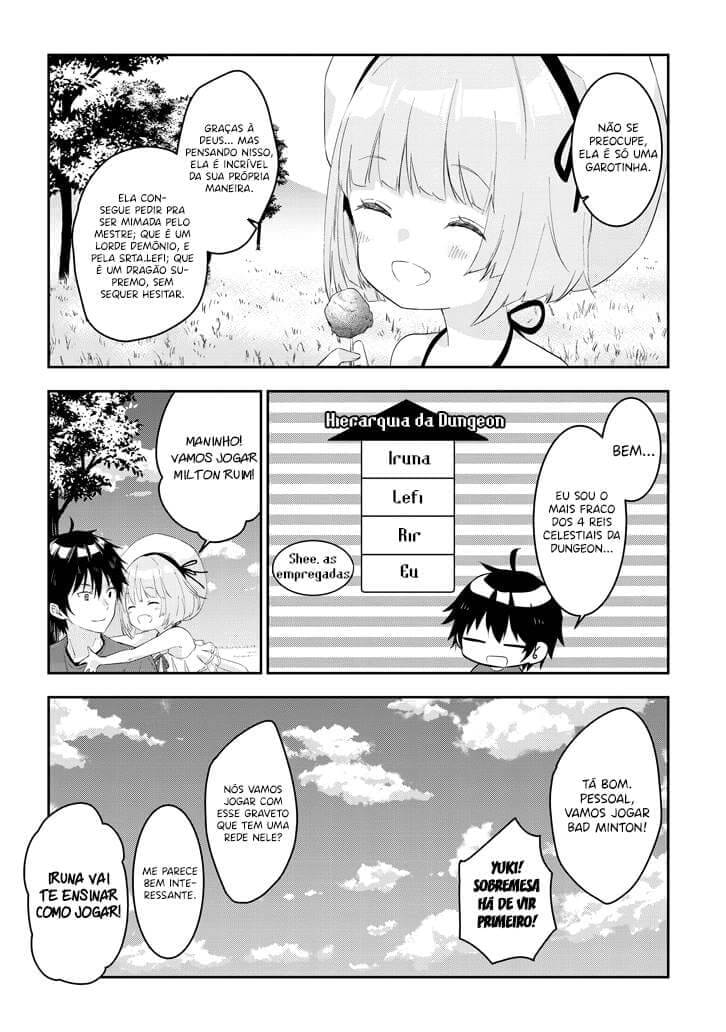 NÃO SE
PREOCUPE,
ELA É SÓ UMA
GAROTINHA.
GRAÇAS À
DEUS... MAS
PENSANDO NISSO,
ELA É INCRÍVEL
DA SUA PRÓPRIA
MANEIRA.
ELA CON-
SEGUE PEDIR PRA
SER MIMADA PELO
MESTRE; QUE É UM
LORDE DEMÔNIO, E
PELA SRTA.LEFI; QUE
É UM DRAGÃO SU-
PREMO, SEM
SEQUER HESITAR.
BEM...
EU SOU O
MAIS FRACO
DOS 4 REIS
CELESTIAIS DA
DUNGEON...
Hierarquia da Dungeon
Iruna
Lefi
Rir
Eu
Shee, as
empregadas
MANINHO!
VAMOS JOGAR
MILTON RUIM!
TÁ BOM.
PESSOAL,
VAMOS JOGAR
BAD MINTON!
YUKI!
SOBREMESA
HÁ DE VIR
PRIMEIRO!
NÓS VAMOS
JOGAR COM
ESSE GRAVETO
QUE TEM UMA
REDE NELE?
ME PARECE
BEM INTE-
RESSANTE.
IRUNA VAI
TE ENSINAR
COMO JOGAR!